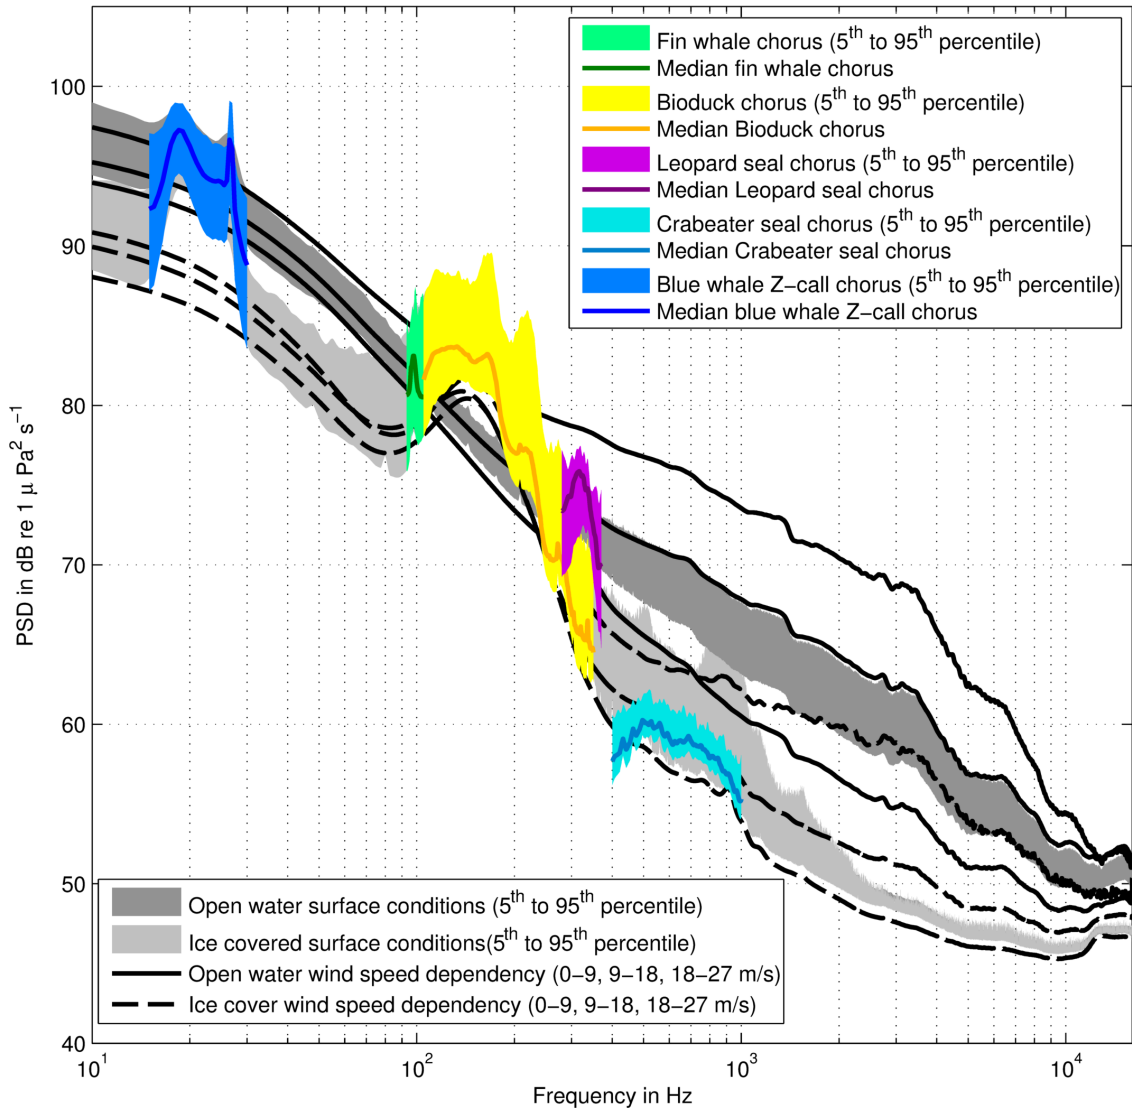 Fin whale chorus (5th to 95th percentile)
Median fin whale chorus
Bioduck chorus (5th to 95th percentile)
Median Bioduck chorus
Leopard seal chorus (5th to 95th percentile)
Median Leopard seal chorus
Crabeater seal chorus (5th to 95th percentile)
Median Crabeater seal chorus
Blue whale Z−call chorus (5th to 95th percentile)
Median blue whale Z−call chorus
100
90
80
70
60
50
40
PSD in dB re 1 μ Pa² s⁻¹
Open water surface conditions (5th to 95th percentile)
Ice covered surface conditions(5th to 95th percentile)
Open water wind speed dependency (0−9, 9−18, 18−27 m/s)
Ice cover wind speed dependency (0−9, 9−18, 18−27 m/s)
10¹ 10² 10³ 10⁴
Frequency in Hz